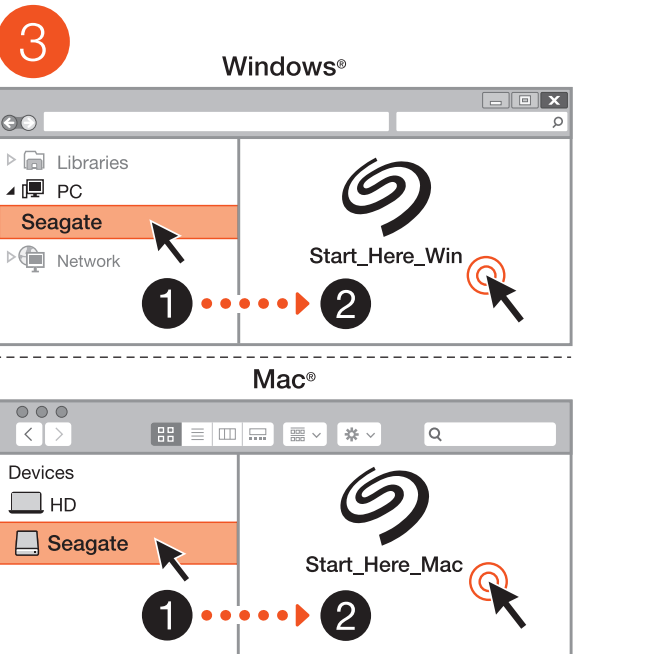 3
Windows®
Libraries
PC
Seagate
Network
Start_Here_Win
1
2
Mac®
Devices
HD
Seagate
Start_Here_Mac
1
2